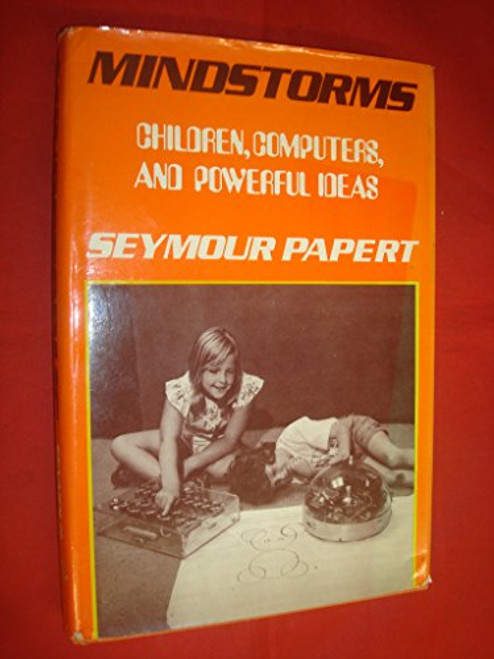 MINDSTORMS
CHILDREN, COMPUTERS,
AND POWERFUL IDEAS
SEYMOUR PAPERT